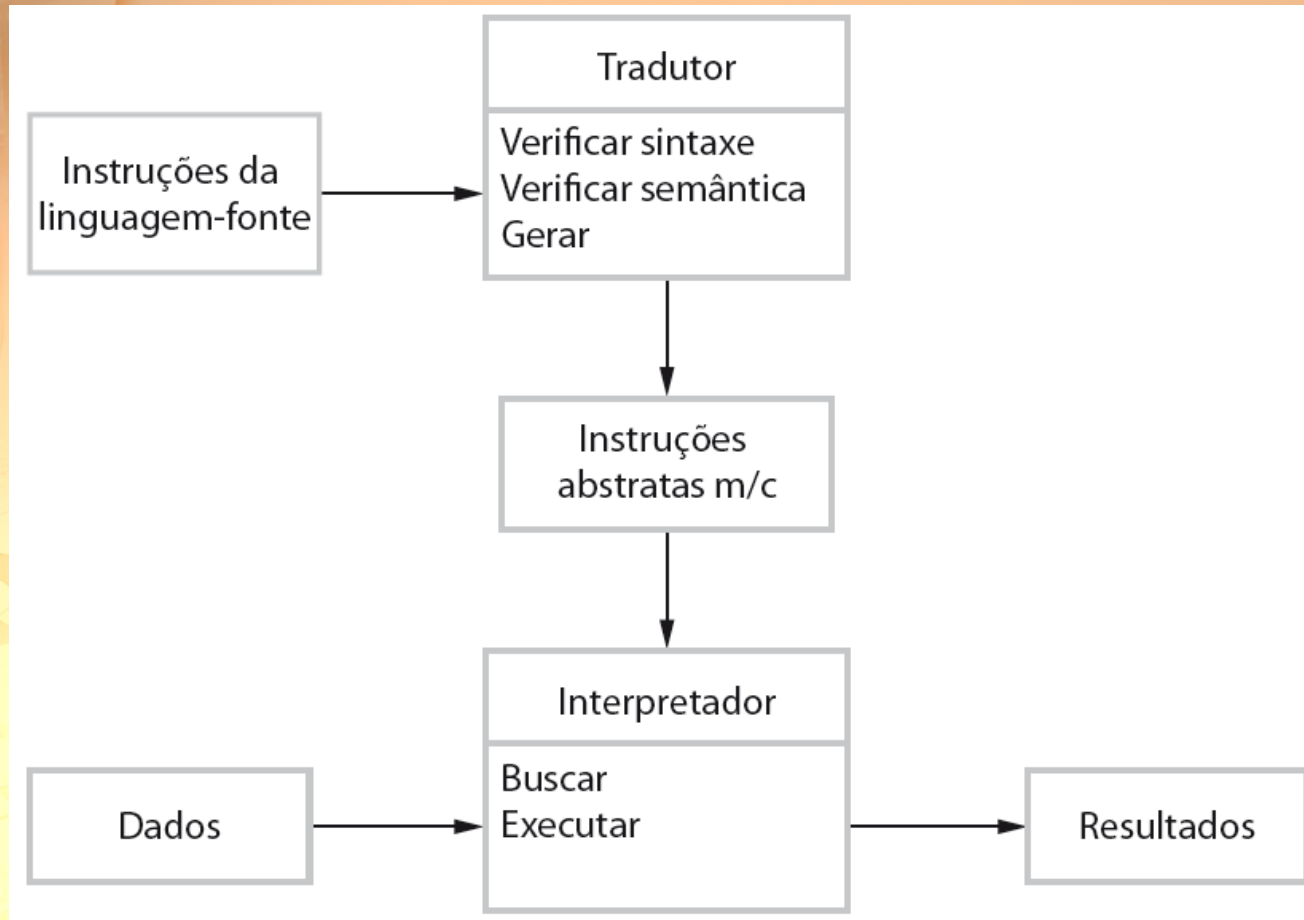 Tradutor
Instruções da
linguagem-fonte
Verificar sintaxe
Verificar semântica
Gerar
Instruções
abstratas m/c
Interpretador
Buscar
Executar
Dados
Resultados